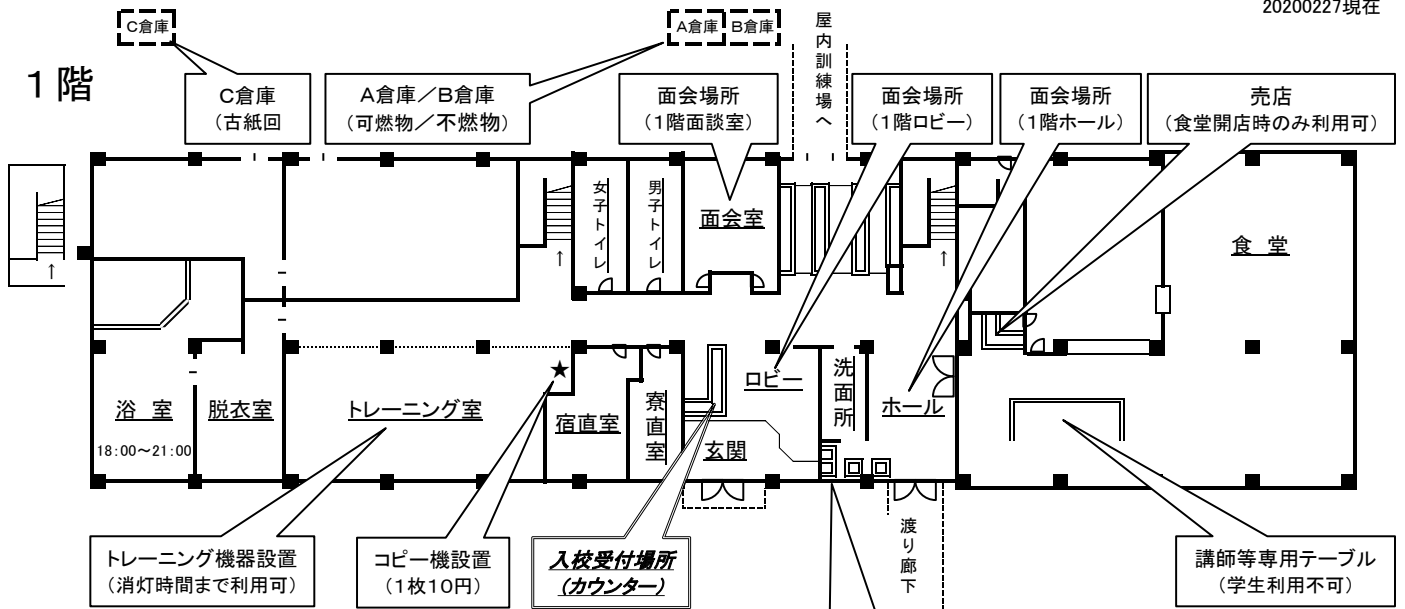 20200227現在
C倉庫
A倉庫
B倉庫
屋内訓練場へ
1階
C倉庫
(古紙回
A倉庫/B倉庫
(可燃物/不燃物)
面会場所
(1階面談室)
面会場所
(1階ロビー)
面会場所
(1階ホール)
売店
(食堂開店時のみ利用可)
女子トイレ
男子トイレ
面会室
食 堂
↑
↑
↑
浴 室
18:00~21:00
脱衣室
トレーニング室
★
宿直室
寮直室
ロビー
玄関
洗面所
ホール
トレーニング機器設置
(消灯時間まで利用可)
コピー機設置
(1枚10円)
入校受付場所
(カウンター)
渡り廊下
講師等専用テーブル
(学生利用不可)